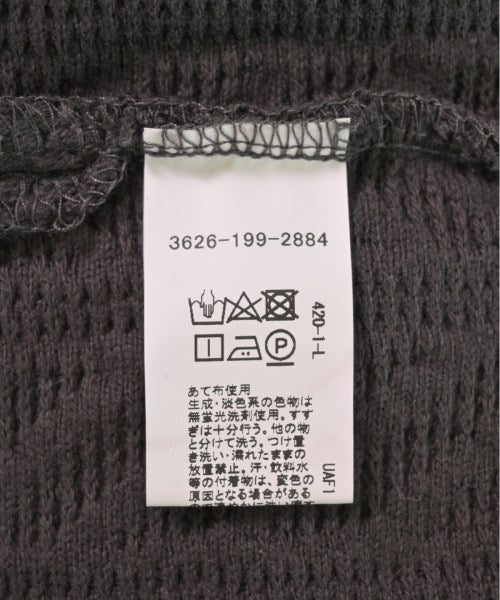 3626-199-2884
420-1-L
あて布使用
生成・淡色系の色物は
無蛍光洗剤使用。すす
ぎは十分行う。他の物
と分けて洗う。つけ置
き洗い・濡れたままの
放置禁止。汗・飲料水
等の付着物は、変色の
原因となる場合がある
UAF1